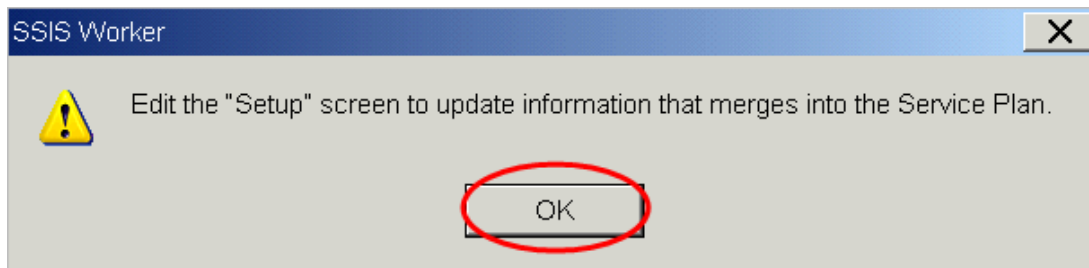 SSIS Worker
Edit the "Setup" screen to update information that merges into the Service Plan.
OK